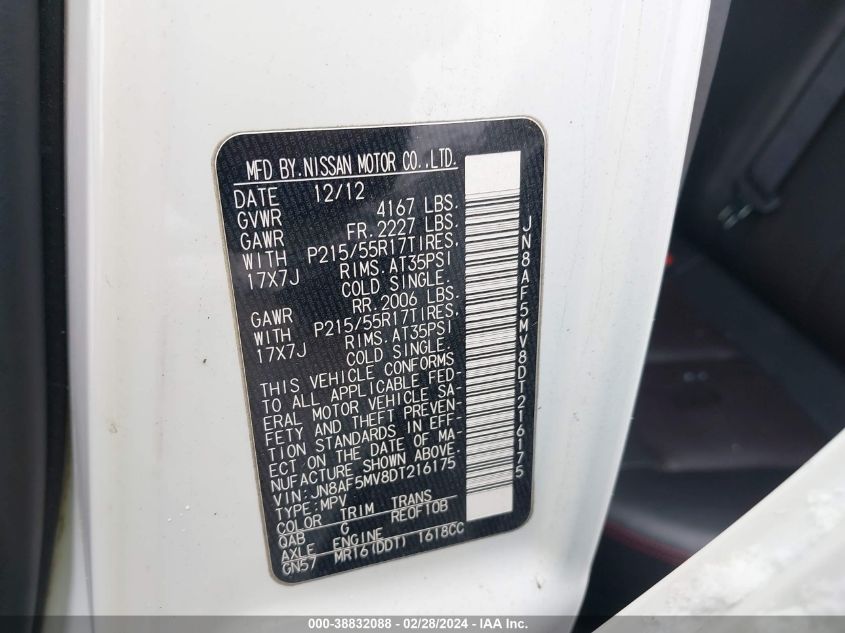 MFD BY.NISSAN MOTOR CO.,LTD.
DATE 12/12
GVWR 4167 LBS.
GAWR FR.2227 LBS.
WITH P215/55R17TIRES,
17X7J RIMS.AT35PSI
COLD SINGLE.
GAWR RR.2006 LBS.
WITH P215/55R17TIRES,
17X7J RIMS.AT35PSI
COLD SINGLE.
THIS VEHICLE CONFORMS
TO ALL APPLICABLE FED-
ERAL MOTOR VEHICLE SA-
FETY AND THEFT PREVEN-
TION STANDARDS IN EFF-
ECT ON THE DATE OF MA-
NUFACTURE SHOWN ABOVE.
VIN:JN8AF5MV8DT216175
TYPE:MPV
COLOR TRIM TRANS
QAB G RE0F10B
AXLE ENGINE
GN57 MR16(DDT) 1618CC
JN8AF5MV8DT216175
000-38832088 - 02/28/2024 - IAA Inc.